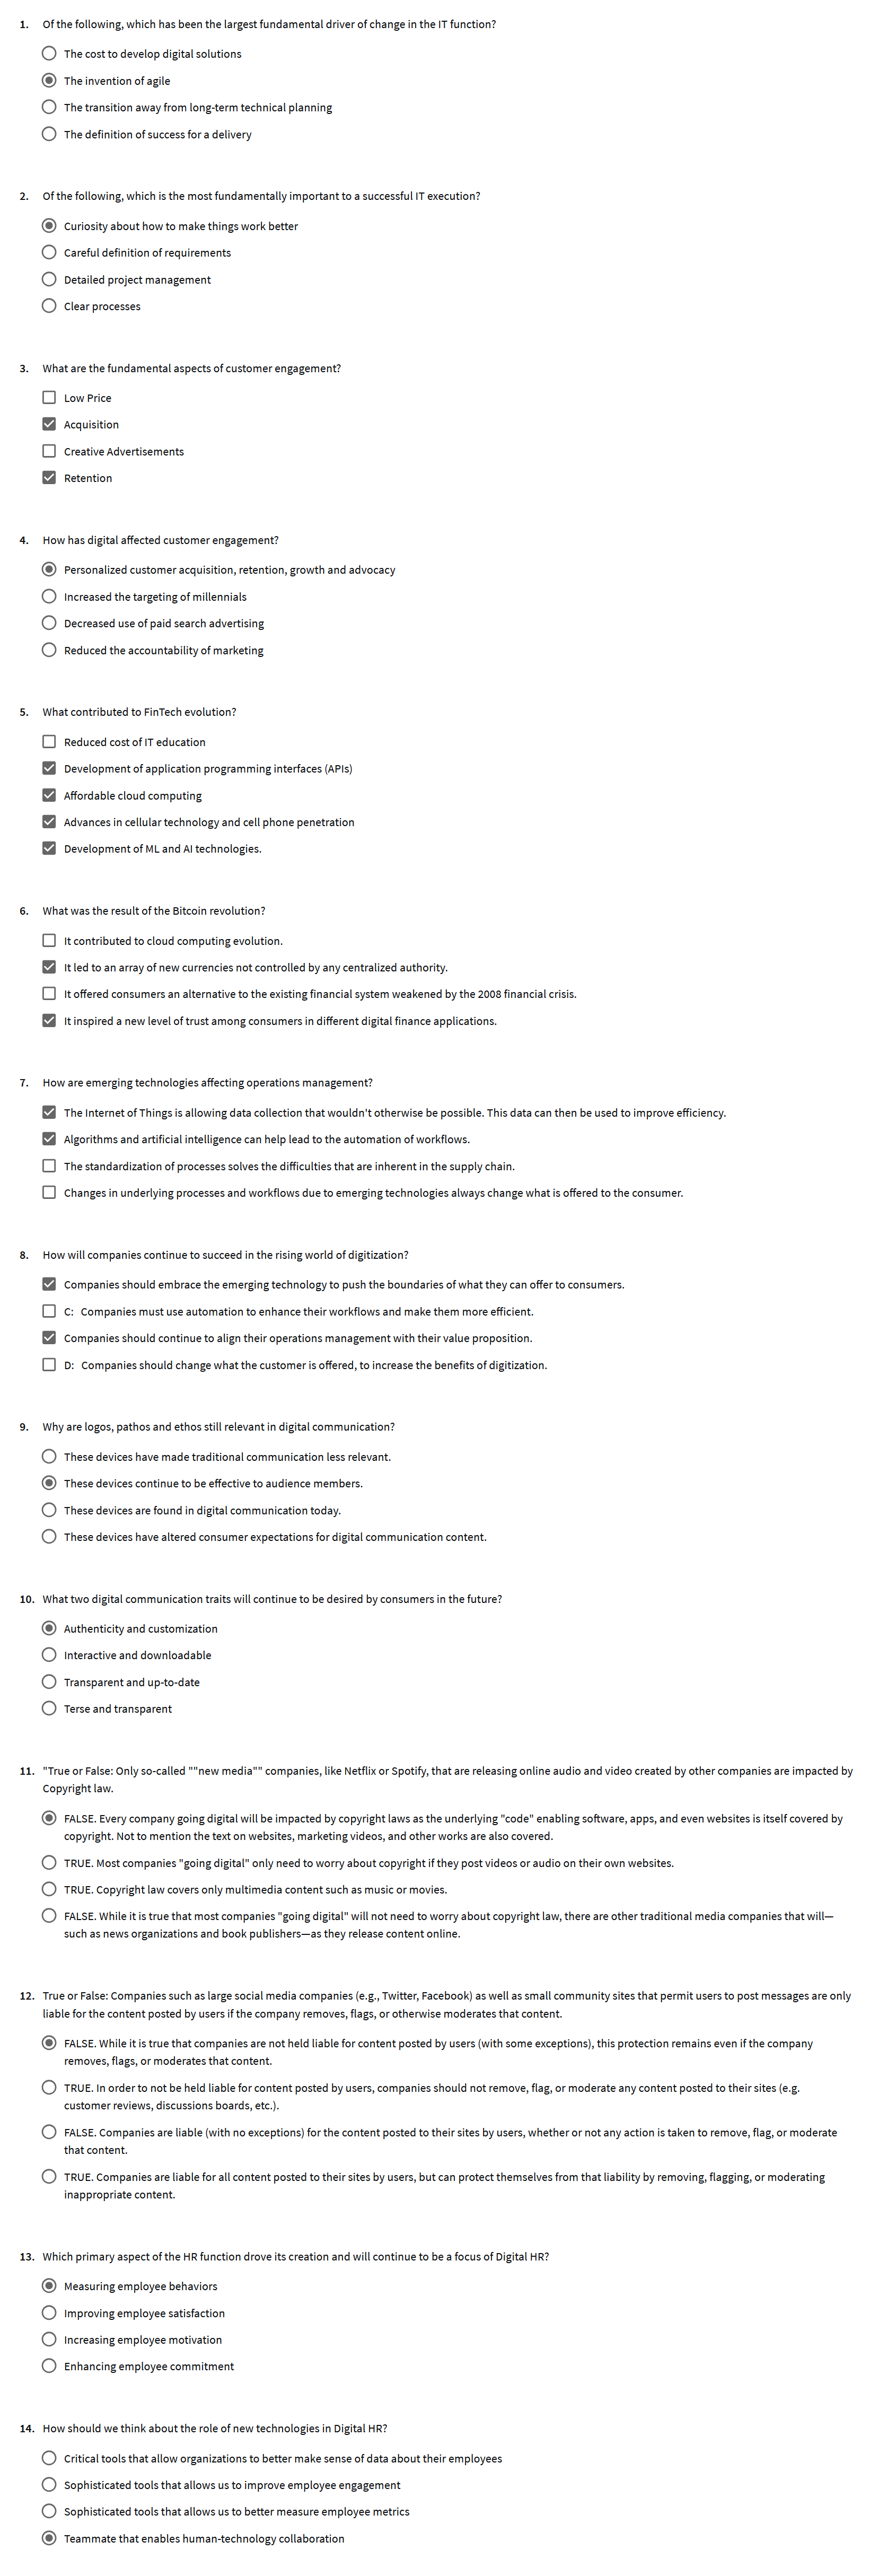 1. Of the following, which has been the largest fundamental driver of change in the IT function?
The cost to develop digital solutions
The invention of agile
The transition away from long-term technical planning
The definition of success for a delivery
2. Of the following, which is the most fundamentally important to a successful IT execution?
Curiosity about how to make things work better
Careful definition of requirements
Detailed project management
Clear processes
3. What are the fundamental aspects of customer engagement?
Low Price
Acquisition
Creative Advertisements
Retention
4. How has digital affected customer engagement?
Personalized customer acquisition, retention, growth and advocacy
Increased the targeting of millennials
Decreased use of paid search advertising
Reduced the accountability of marketing
5. What contributed to FinTech evolution?
Reduced cost of IT education
Development of application programming interfaces (APIs)
Affordable cloud computing
Advances in cellular technology and cell phone penetration
Development of ML and AI technologies.
6. What was the result of the Bitcoin revolution?
It contributed to cloud computing evolution.
It led to an array of new currencies not controlled by any centralized authority.
It offered consumers an alternative to the existing financial system weakened by the 2008 financial crisis.
It inspired a new level of trust among consumers in different digital finance applications.
7. How are emerging technologies affecting operations management?
The Internet of Things is allowing data collection that wouldn't otherwise be possible. This data can then be used to improve efficiency.
Algorithms and artificial intelligence can help lead to the automation of workflows.
The standardization of processes solves the difficulties that are inherent in the supply chain.
Changes in underlying processes and workflows due to emerging technologies always change what is offered to the consumer.
8. How will companies continue to succeed in the rising world of digitization?
Companies should embrace the emerging technology to push the boundaries of what they can offer to consumers.
C: Companies must use automation to enhance their workflows and make them more efficient.
Companies should continue to align their operations management with their value proposition.
D: Companies should change what the customer is offered, to increase the benefits of digitization.
9. Why are logos, pathos and ethos still relevant in digital communication?
These devices have made traditional communication less relevant.
These devices continue to be effective to audience members.
These devices are found in digital communication today.
These devices have altered consumer expectations for digital communication content.
10. What two digital communication traits will continue to be desired by consumers in the future?
Authenticity and customization
Interactive and downloadable
Transparent and up-to-date
Terse and transparent
11. "True or False: Only so-called ""new media"" companies, like Netflix or Spotify, that are releasing online audio and video created by other companies are impacted by
Copyright law.
FALSE. Every company going digital will be impacted by copyright laws as the underlying "code" enabling software, apps, and even websites is itself covered by
copyright. Not to mention the text on websites, marketing videos, and other works are also covered.
TRUE. Most companies "going digital" only need to worry about copyright if they post videos or audio on their own websites.
TRUE. Copyright law covers only multimedia content such as music or movies.
FALSE. While it is true that most companies "going digital" will not need to worry about copyright law, there are other traditional media companies that will—
such as news organizations and book publishers—as they release content online.
12. True or False: Companies such as large social media companies (e.g., Twitter, Facebook) as well as small community sites that permit users to post messages are only
liable for the content posted by users if the company removes, flags, or otherwise moderates that content.
FALSE. While it is true that companies are not held liable for content posted by users (with some exceptions), this protection remains even if the company
removes, flags, or moderates that content.
TRUE. In order to not be held liable for content posted by users, companies should not remove, flag, or moderate any content posted to their sites (e.g.
customer reviews, discussions boards, etc.).
FALSE. Companies are liable (with no exceptions) for the content posted to their sites by users, whether or not any action is taken to remove, flag, or moderate
that content.
TRUE. Companies are liable for all content posted to their sites by users, but can protect themselves from that liability by removing, flagging, or moderating
inappropriate content.
13. Which primary aspect of the HR function drove its creation and will continue to be a focus of Digital HR?
Measuring employee behaviors
Improving employee satisfaction
Increasing employee motivation
Enhancing employee commitment
14. How should we think about the role of new technologies in Digital HR?
Critical tools that allow organizations to better make sense of data about their employees
Sophisticated tools that allows us to improve employee engagement
Sophisticated tools that allows us to better measure employee metrics
Teammate that enables human-technology collaboration